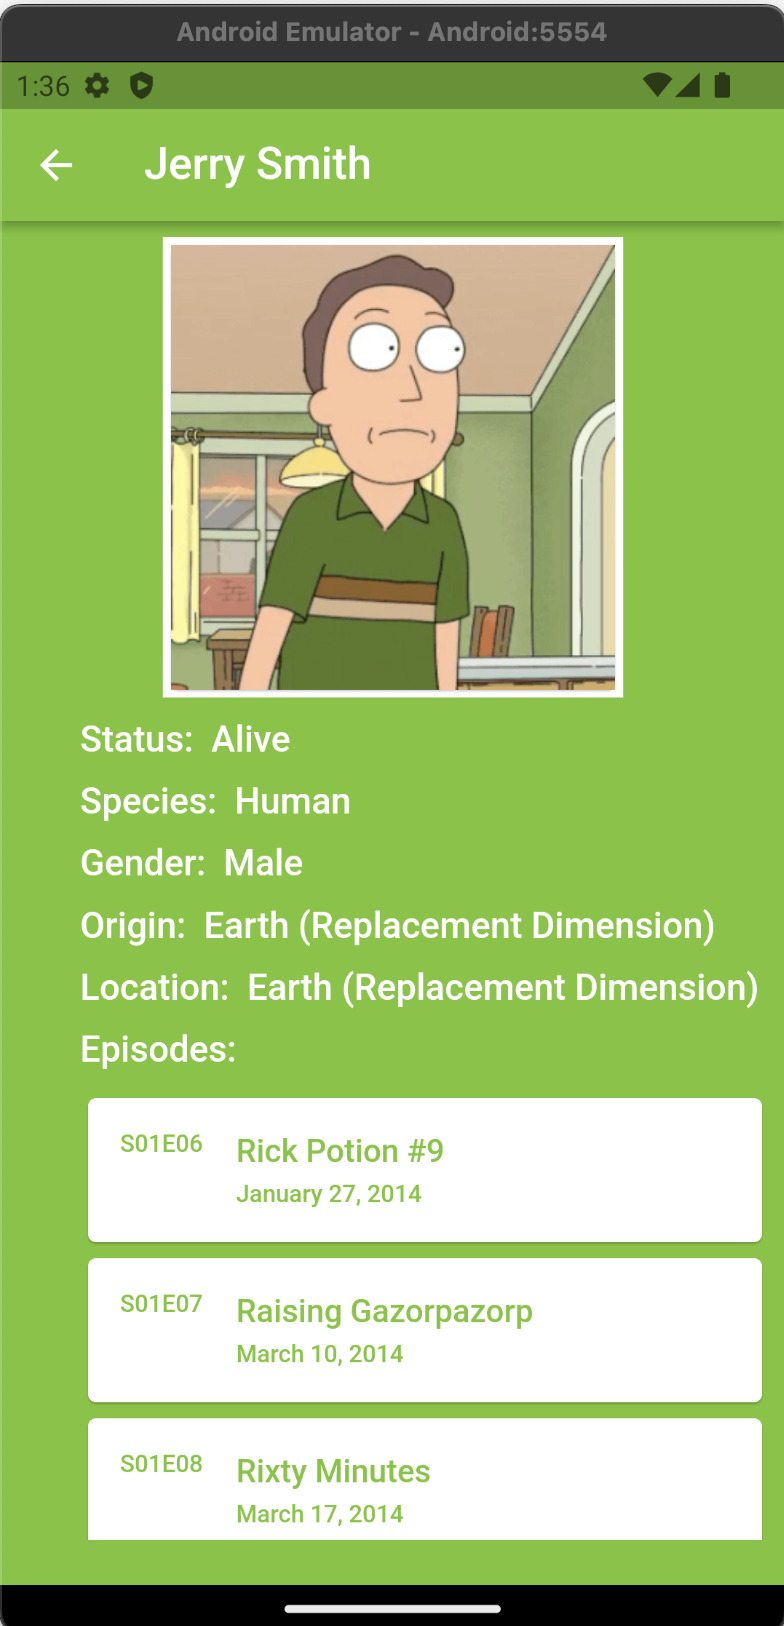 Android Emulator - Android:5554
1:36
Jerry Smith
Status: Alive
Species: Human
Gender: Male
Origin: Earth (Replacement Dimension)
Location: Earth (Replacement Dimension)
Episodes:
S01E06 Rick Potion #9
January 27, 2014
S01E07 Raising Gazorpazorp
March 10, 2014
S01E08 Rixty Minutes
March 17, 2014